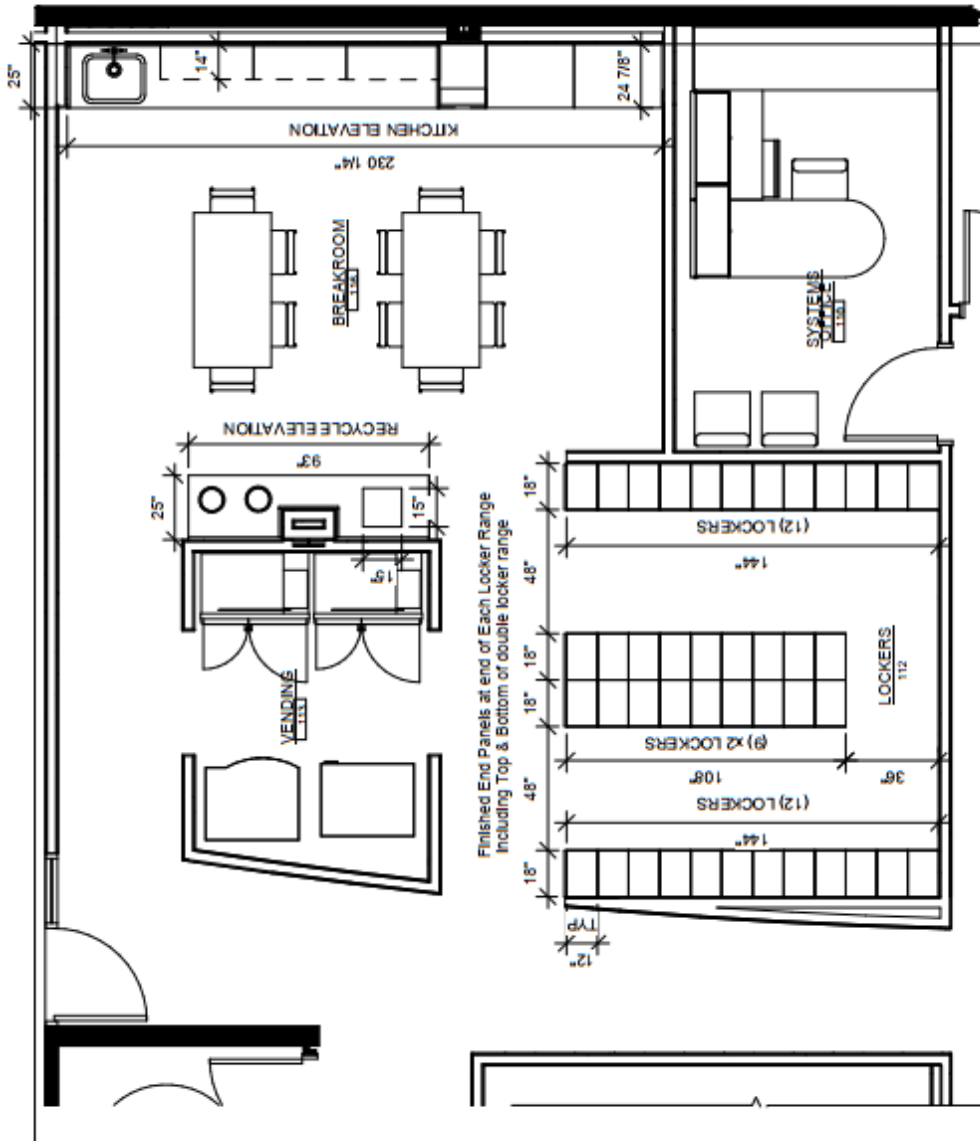 25"
14"
24 7/8"
KITCHEN ELEVATION
230 1/4"
BREAKROOM
SYSTEMS
OFFICE
RECYCLE ELEVATION
93"
25"
15"
18"
(12) LOCKERS
144"
48"
Finished End Panels at end of Each Locker Range
Including Top & Bottom of double locker range
18"
18"
VENDING
113
LOCKERS
112
(9) x2 LOCKERS
108"
36"
48"
(12) LOCKERS
144"
18"
TYP
12"